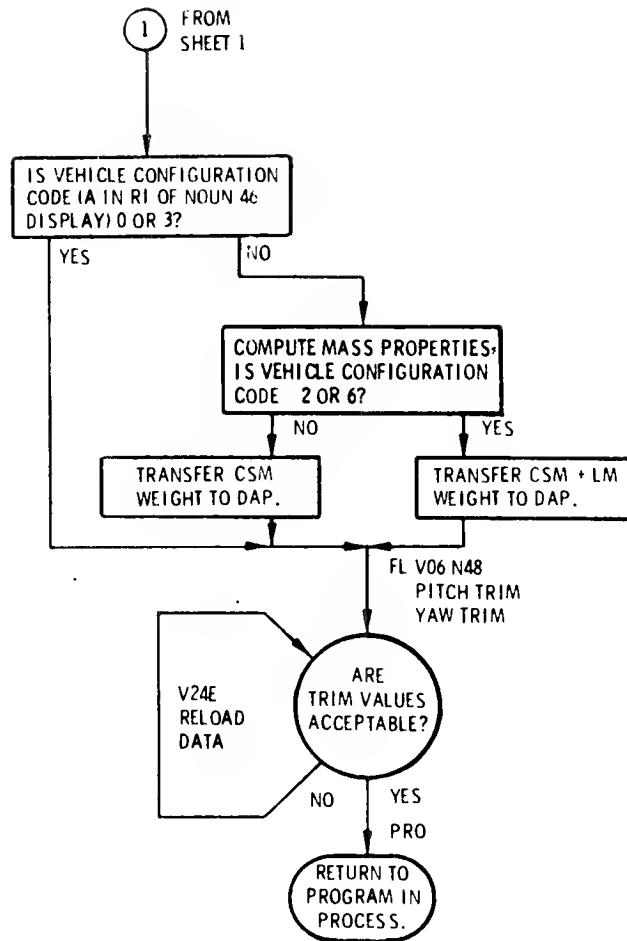 1
FROM
SHEET 1
IS VEHICLE CONFIGURATION
CODE (A IN R1 OF NOUN 46
DISPLAY) 0 OR 3?
YES
NO
COMPUTE MASS PROPERTIES,
IS VEHICLE CONFIGURATION
CODE 2 OR 6?
NO
YES
TRANSFER CSM
WEIGHT TO DAP.
TRANSFER CSM + LM
WEIGHT TO DAP.
FL V06 N48
PITCH TRIM
YAW TRIM
ARE
TRIM VALUES
ACCEPTABLE?
V24E
RELOAD
DATA
NO
YES
PRO
RETURN TO
PROGRAM IN
PROCESS.